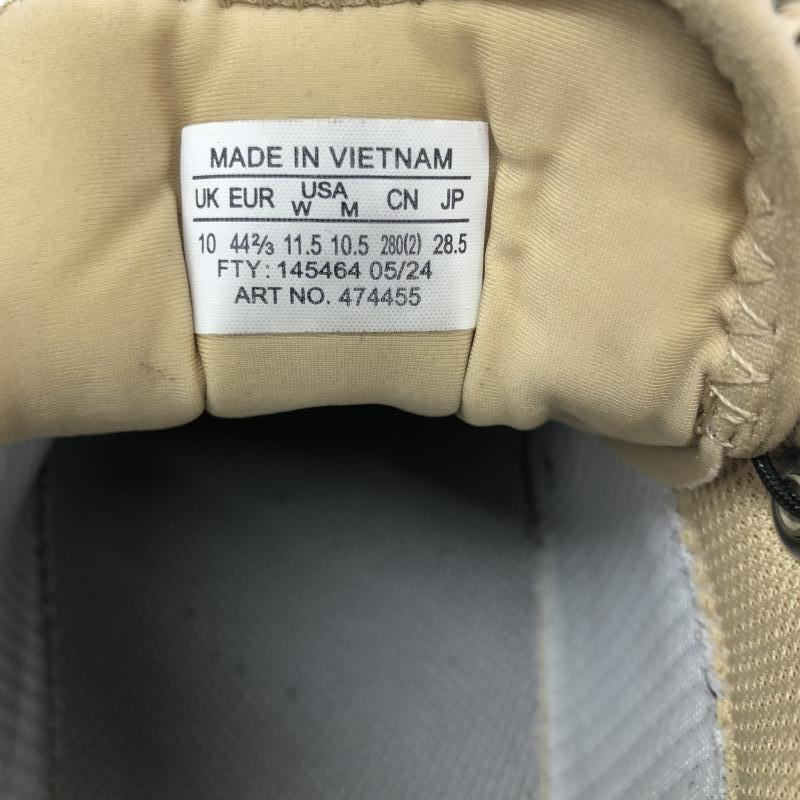 MADE IN VIETNAM
UK EUR USA W M CN JP
10 44⅔ 11.5 10.5 280(2) 28.5
FTY: 145464 05/24
ART NO. 474455